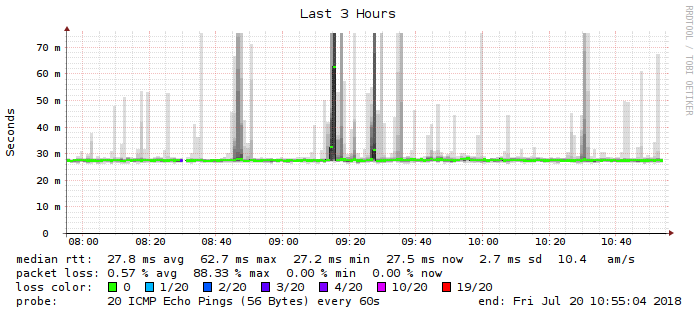 Last 3 Hours
RRDTOOL / TOBI OETIKER
Seconds
70 m
60 m
50 m
40 m
30 m
20 m
10 m
0
08:00 08:20 08:40 09:00 09:20 09:40 10:00 10:20 10:40
median rtt: 27.8 ms avg 62.7 ms max 27.2 ms min 27.5 ms now 2.7 ms sd 10.4 am/s
packet loss: 0.57 % avg 88.33 % max 0.00 % min 0.00 % now
loss color: 0 1/20 2/20 3/20 4/20 10/20 19/20
probe: 20 ICMP Echo Pings (56 Bytes) every 60s end: Fri Jul 20 10:55:04 2018